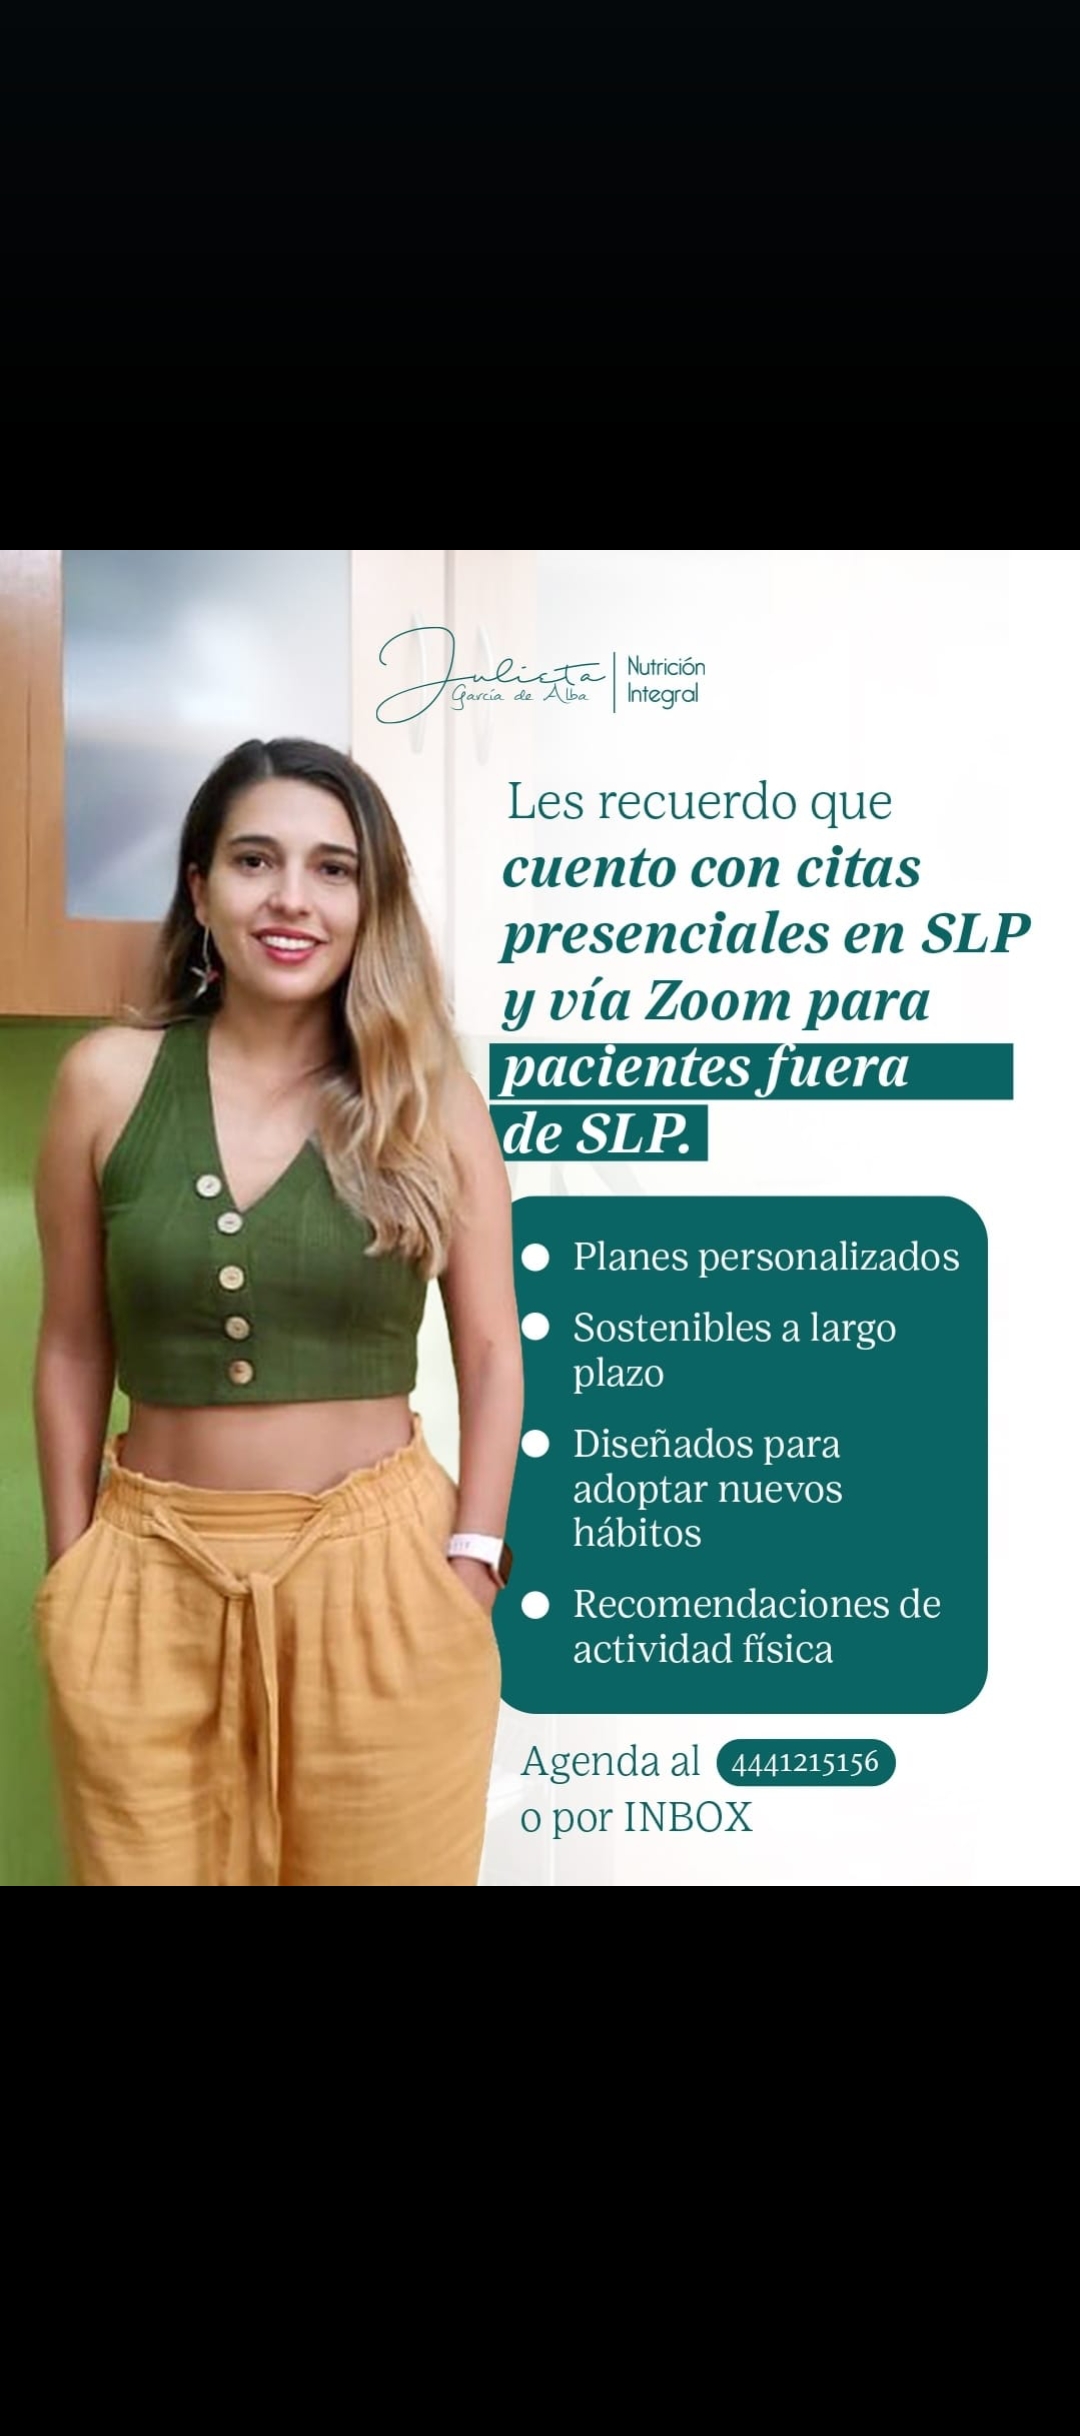 Julieta
García de Alba
Nutrición
Integral
Les recuerdo que
cuento con citas
presenciales en SLP
y vía Zoom para
pacientes fuera
de SLP.
Planes personalizados
Sostenibles a largo
plazo
Diseñados para
adoptar nuevos
hábitos
Recomendaciones de
actividad física
Agenda al 4441215156
o por INBOX